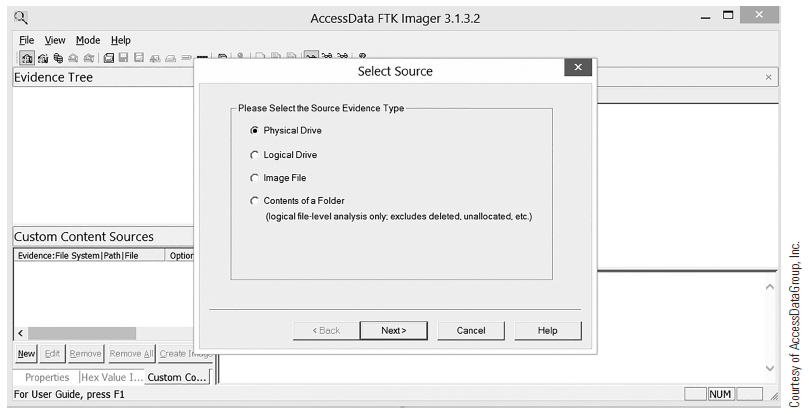 AccessData FTK Imager 3.1.3.2
File View Mode Help
Evidence Tree
Select Source
Please Select the Source Evidence Type
Physical Drive
Logical Drive
Image File
Contents of a Folder
(logical file-level analysis only; excludes deleted, unallocated, etc.)
Custom Content Sources
Evidence:File System|Path|File Option
< Back Next > Cancel Help
New Edit Remove Remove All Create Image
Properties Hex Value I... Custom Co...
For User Guide, press F1
NUM
Courtesy of AccessDataGroup, Inc.